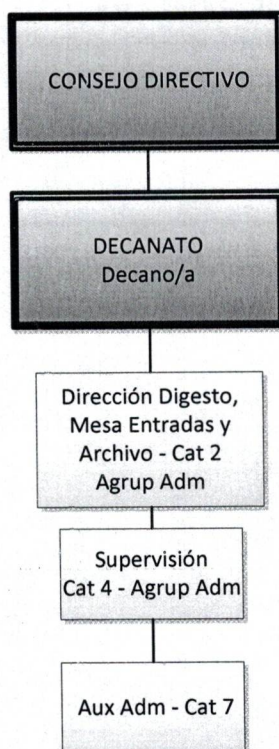 CONSEJO DIRECTIVO
DECANATO
Decano/a
Dirección Digesto,
Mesa Entradas y
Archivo - Cat 2
Agrup Adm
Supervisión
Cat 4 - Agrup Adm
Aux Adm - Cat 7